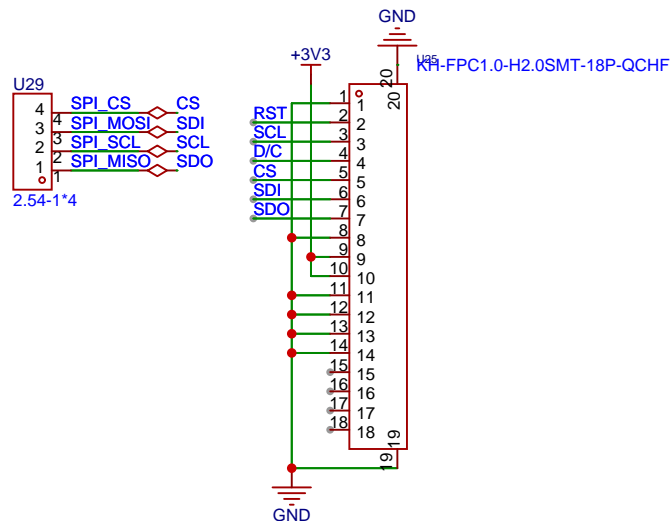 GND
+3V3
U25
KH-FPC1.0-H2.0SMT-18P-QCHF
20
20
U29
4 SPI_CS CS
4
3 SPI_MOSI SDI
3
2 SPI_SCL SCL
2
1 SPI_MISO SDO
1
2.54-1*4
1 1
RST 2 2
SCL 3 3
D/C 4 4
CS 5 5
SDI 6 6
SDO 7 7
8 8
9 9
10 10
11 11
12 12
13 13
14 14
15 15
16 16
17 17
18 18
19
19
GND